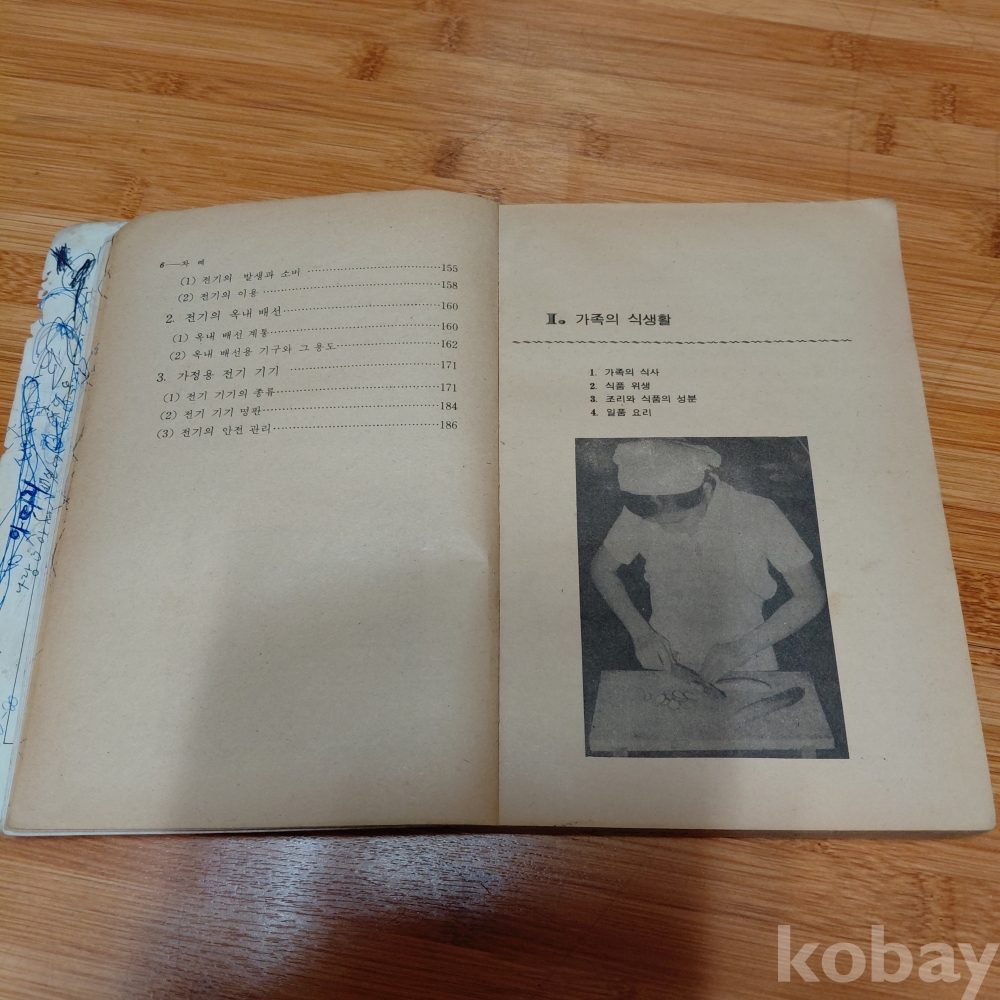 6——차 례
(1) 전기의 발생과 소비 ……………………155
(2) 전기의 이용 ……………………………158
2. 전기의 옥내 배선……………………………160
(1) 옥내 배선 계통……………………………160
(2) 옥내 배선용 기구와 그 용도………………162
3. 가정용 전기 기기 ……………………………171
(1) 전기 기기의 종류……………………………171
(2) 전기 기기 명판………………………………184
(3) 전기의 안전 관리……………………………186
I. 가족의 식생활
1. 가족의 식사
2. 식품 위생
3. 조리와 식품의 성분
4. 일품 요리
kobay